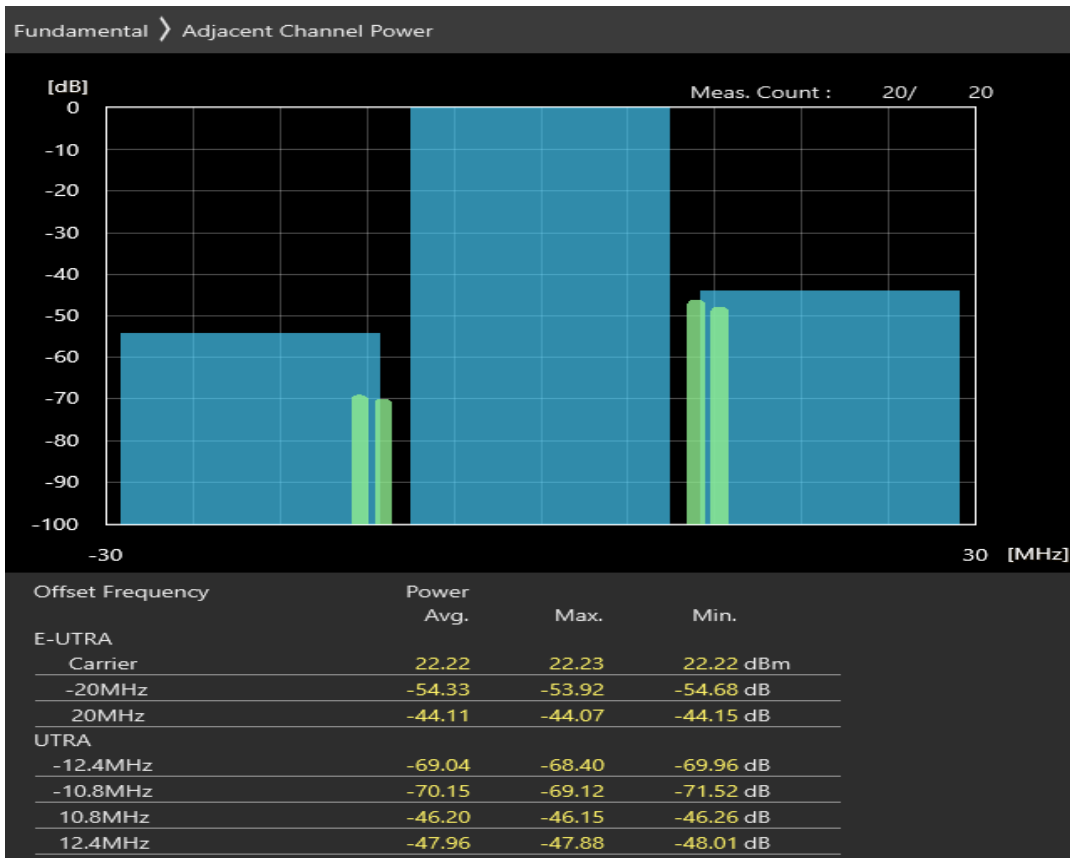 Fundamental 〉 Adjacent Channel Power
[dB]
Meas. Count : 20/ 20
0
-10
-20
-30
-40
-50
-60
-70
-80
-90
-100
-30 30 [MHz]
Offset Frequency Power
Avg. Max. Min.
E-UTRA
Carrier 22.22 22.23 22.22 dBm
-20MHz -54.33 -53.92 -54.68 dB
20MHz -44.11 -44.07 -44.15 dB
UTRA
-12.4MHz -69.04 -68.40 -69.96 dB
-10.8MHz -70.15 -69.12 -71.52 dB
10.8MHz -46.20 -46.15 -46.26 dB
12.4MHz -47.96 -47.88 -48.01 dB